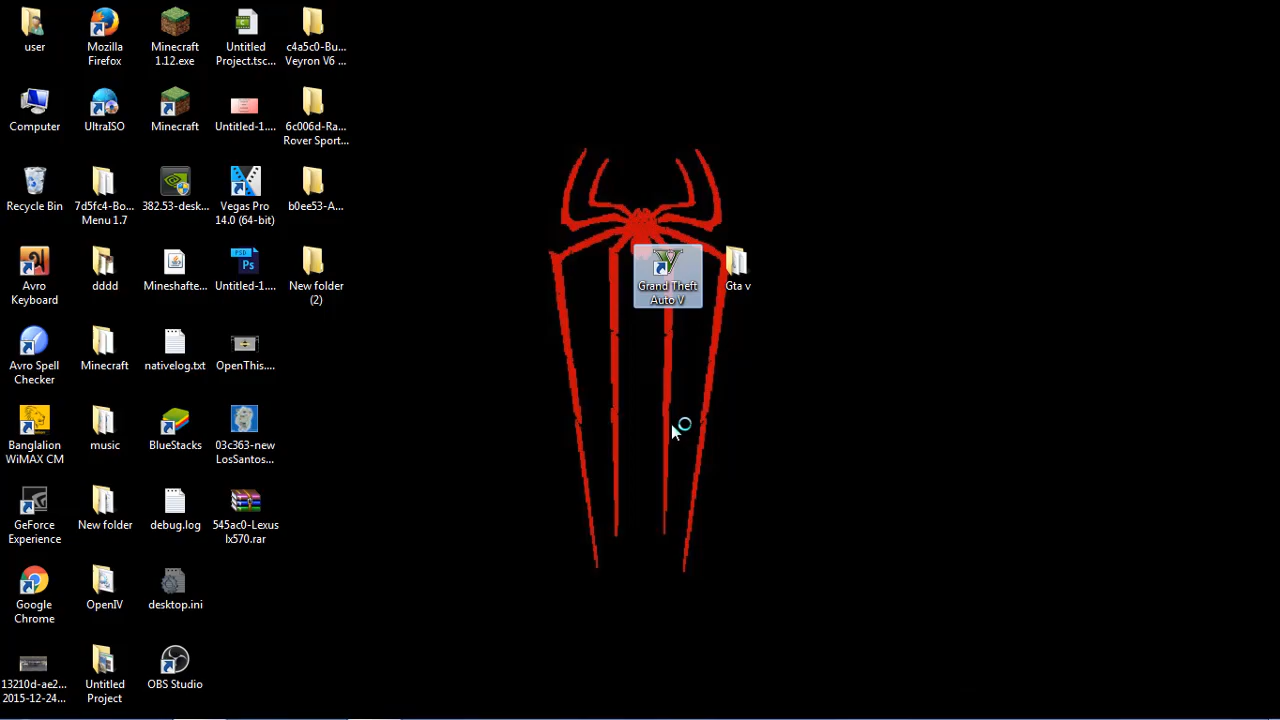 user
Mozilla
Firefox
Minecraft
1.12.exe
Untitled
Project.tsc...
c4a5c0-Bu...
Veyron V6 ...
Computer
UltraISO
Minecraft
Untitled-1....
6c006d-Ra...
Rover Sport...
Recycle Bin
7d5fc4-Bo...
Menu 1.7
382.53-desk...
Vegas Pro
14.0 (64-bit)
b0ee53-A...
Avro
Keyboard
dddd
Mineshafte...
PSD
Ps
Untitled-1....
New folder
(2)
Grand Theft
Auto V
Gta v
Avro Spell
Checker
Minecraft
nativelog.txt
OpenThis....
Banglalion
WiMAX CM
music
BlueStacks
03c363-new
LosSantos...
GeForce
Experience
New folder
debug.log
545ac0-Lexus
lx570.rar
Google
Chrome
OpenIV
desktop.ini
13210d-ae2...
2015-12-24...
Untitled
Project
OBS Studio